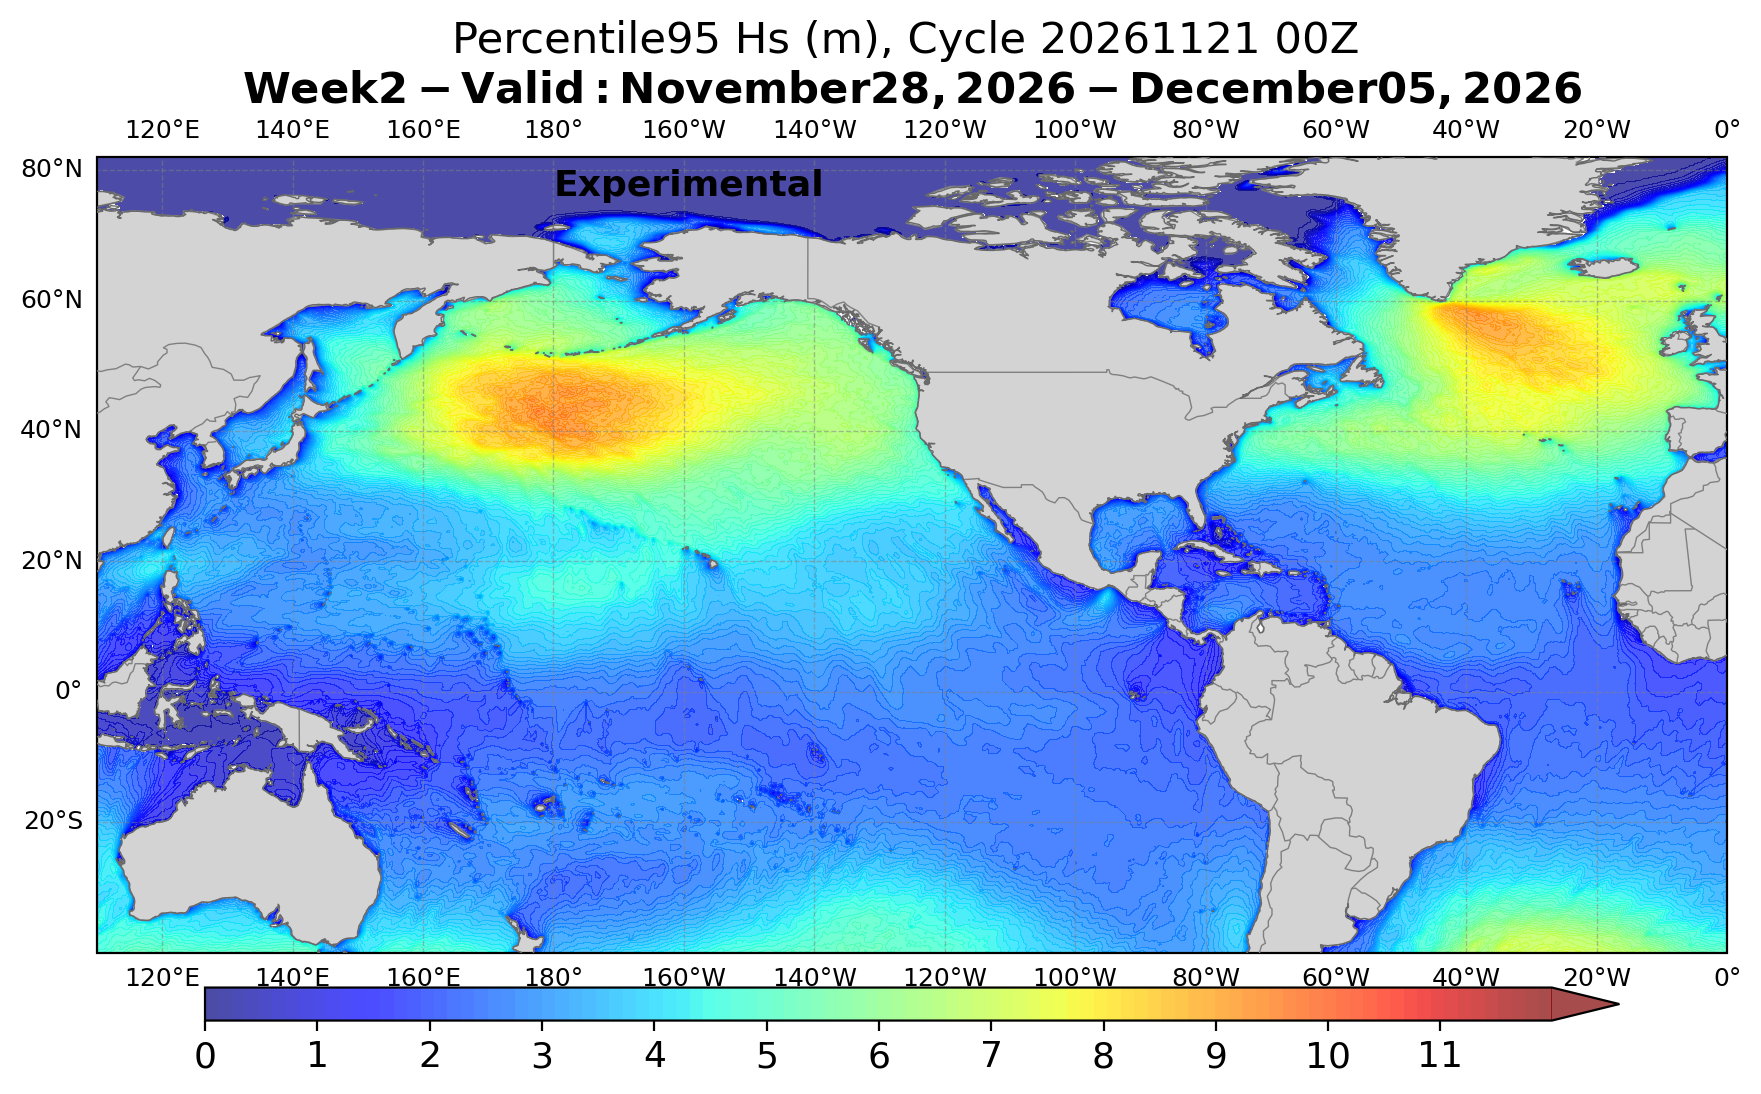 Percentile95 Hs (m), Cycle 20261121 00Z
Week2 − Valid : November28, 2026 − December05, 2026
120°E 140°E 160°E 180° 160°W 140°W 120°W 100°W 80°W 60°W 40°W 20°W 0°
80°N
Experimental
60°N
40°N
20°N
0°
20°S
120°E 140°E 160°E 180° 160°W 140°W 120°W 100°W 80°W 60°W 40°W 20°W 0°
0 1 2 3 4 5 6 7 8 9 10 11